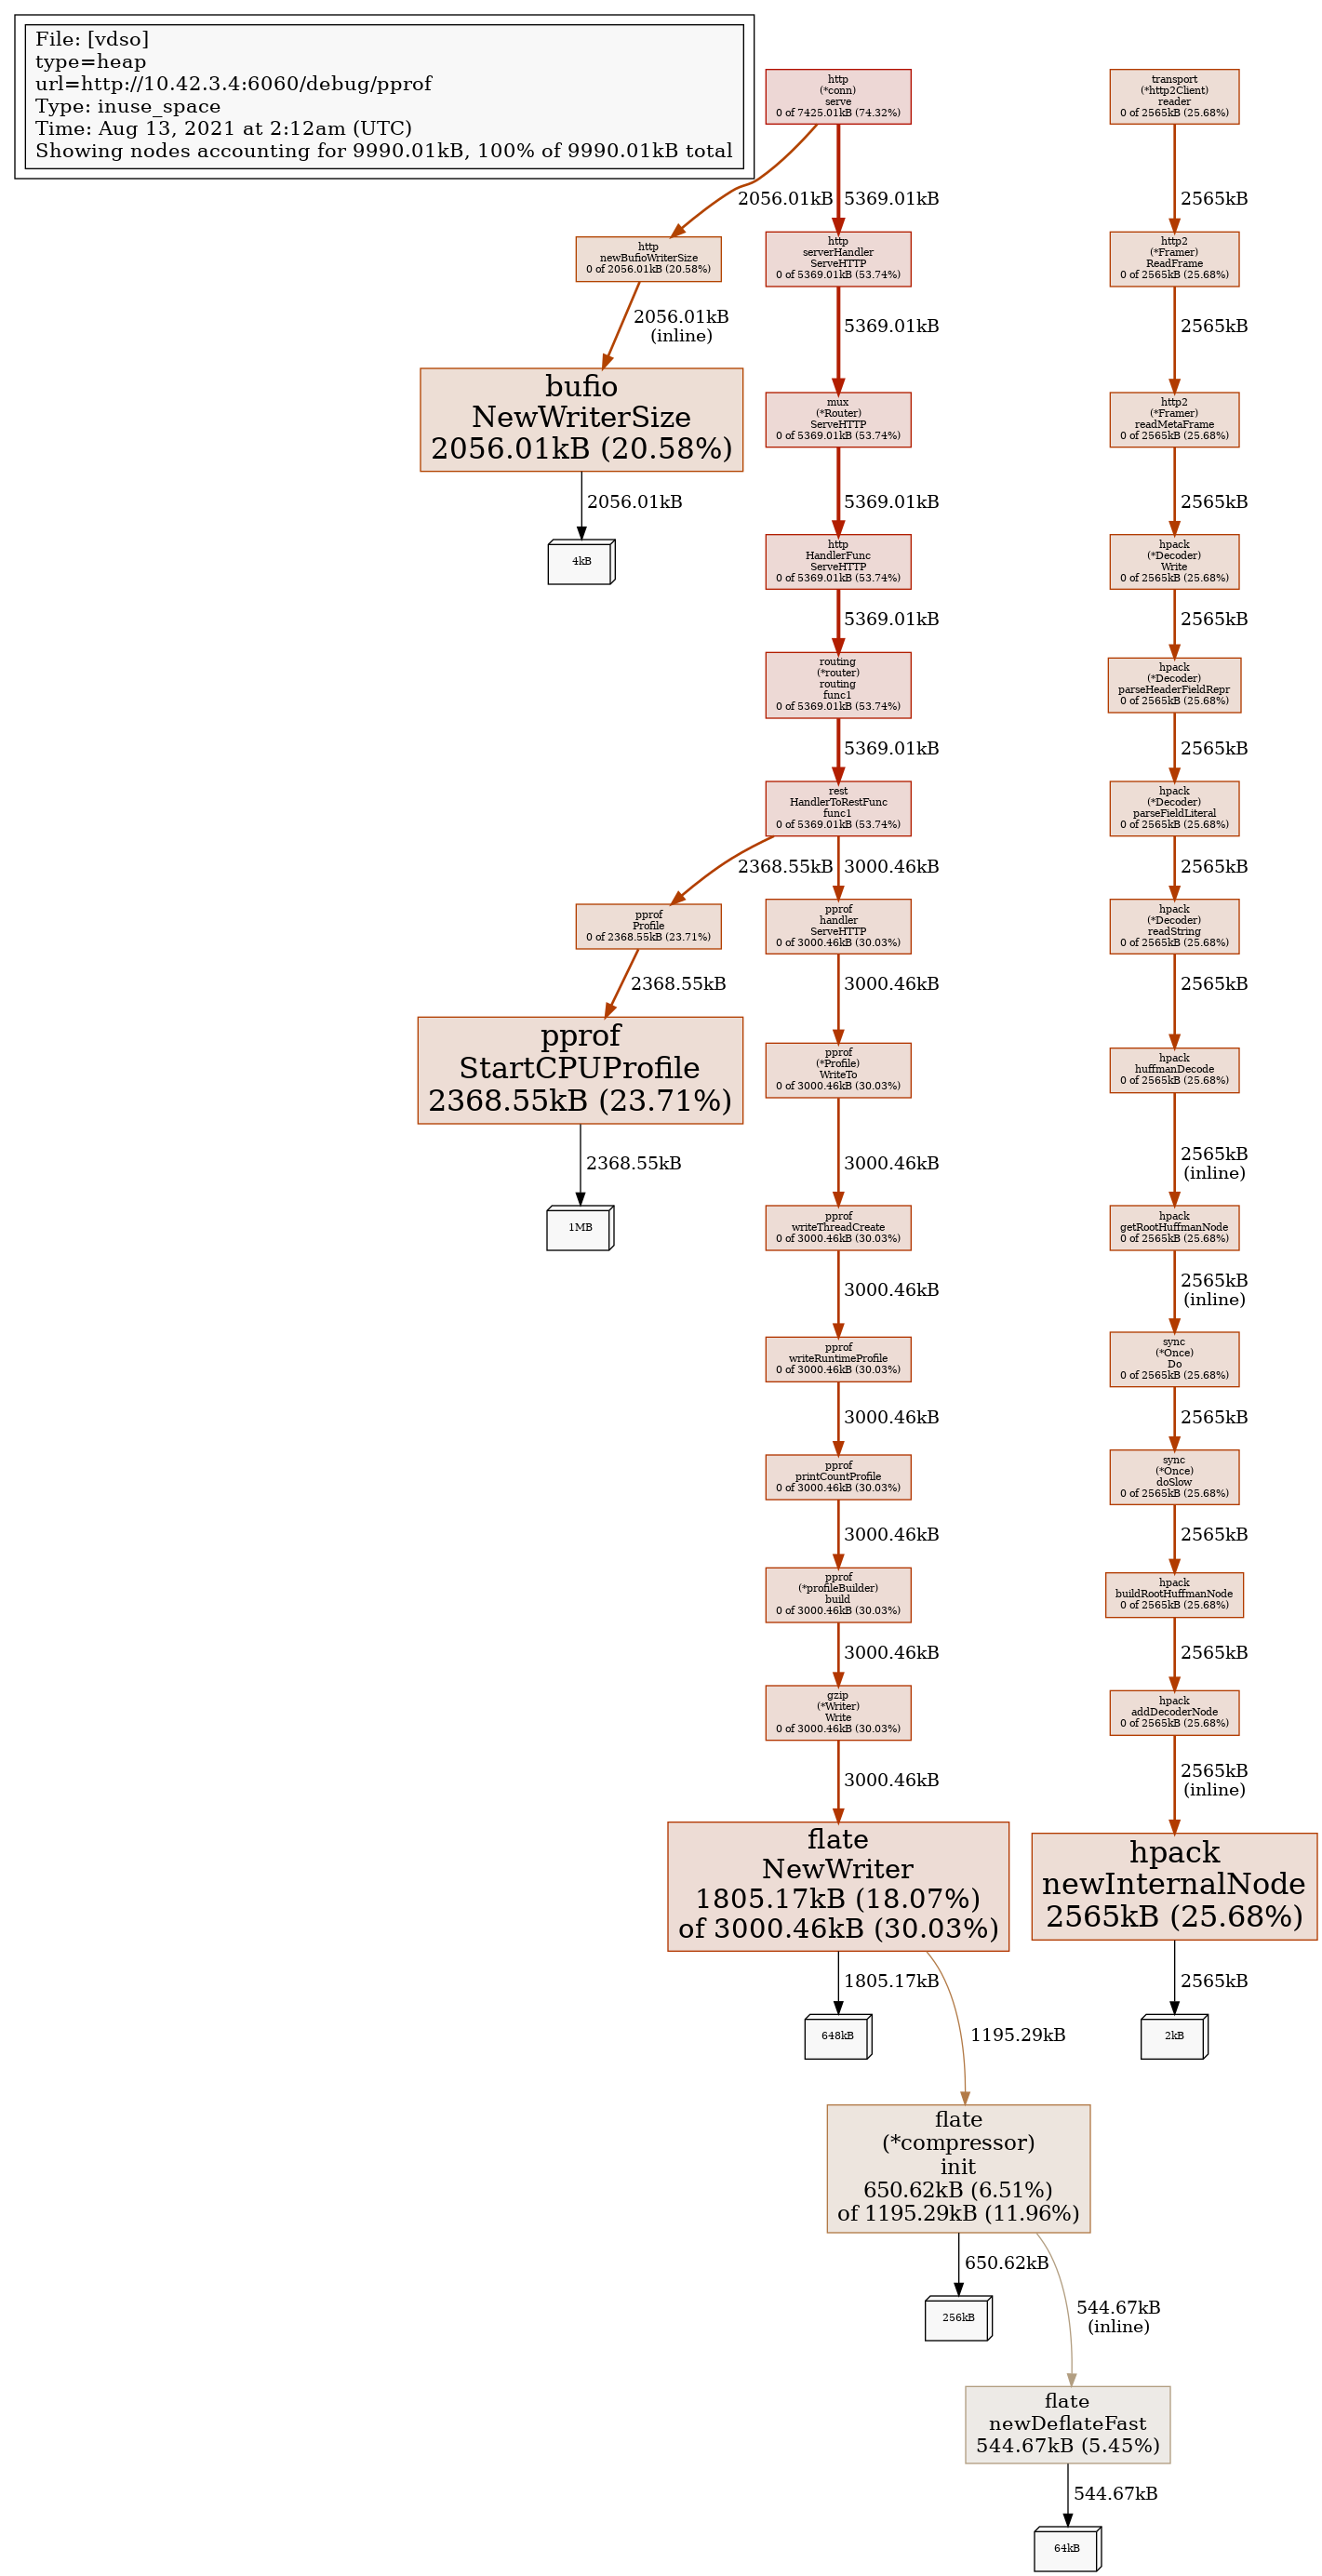 File: [vdso]
type=heap
url=http://10.42.3.4:6060/debug/pprof
Type: inuse_space
Time: Aug 13, 2021 at 2:12am (UTC)
Showing nodes accounting for 9990.01kB, 100% of 9990.01kB total
http
(*conn)
serve
0 of 7425.01kB (74.32%)
transport
(*http2Client)
reader
0 of 2565kB (25.68%)
2056.01kB
5369.01kB
2565kB
http
newBufioWriterSize
0 of 2056.01kB (20.58%)
http
serverHandler
ServeHTTP
0 of 5369.01kB (53.74%)
http2
(*Framer)
ReadFrame
0 of 2565kB (25.68%)
2056.01kB
(inline)
5369.01kB
2565kB
bufio
NewWriterSize
2056.01kB (20.58%)
mux
(*Router)
ServeHTTP
0 of 5369.01kB (53.74%)
http2
(*Framer)
readMetaFrame
0 of 2565kB (25.68%)
2056.01kB
5369.01kB
2565kB
4kB
http
HandlerFunc
ServeHTTP
0 of 5369.01kB (53.74%)
hpack
(*Decoder)
Write
0 of 2565kB (25.68%)
5369.01kB
2565kB
routing
(*router)
routing
func1
0 of 5369.01kB (53.74%)
hpack
(*Decoder)
parseHeaderFieldRepr
0 of 2565kB (25.68%)
5369.01kB
2565kB
rest
HandlerToRestFunc
func1
0 of 5369.01kB (53.74%)
hpack
(*Decoder)
parseFieldLiteral
0 of 2565kB (25.68%)
2368.55kB
3000.46kB
2565kB
pprof
Profile
0 of 2368.55kB (23.71%)
pprof
handler
ServeHTTP
0 of 3000.46kB (30.03%)
hpack
(*Decoder)
readString
0 of 2565kB (25.68%)
2368.55kB
3000.46kB
2565kB
pprof
StartCPUProfile
2368.55kB (23.71%)
pprof
(*Profile)
WriteTo
0 of 3000.46kB (30.03%)
hpack
huffmanDecode
0 of 2565kB (25.68%)
2368.55kB
3000.46kB
2565kB
(inline)
1MB
pprof
writeThreadCreate
0 of 3000.46kB (30.03%)
hpack
getRootHuffmanNode
0 of 2565kB (25.68%)
3000.46kB
2565kB
(inline)
pprof
writeRuntimeProfile
0 of 3000.46kB (30.03%)
sync
(*Once)
Do
0 of 2565kB (25.68%)
3000.46kB
2565kB
pprof
printCountProfile
0 of 3000.46kB (30.03%)
sync
(*Once)
doSlow
0 of 2565kB (25.68%)
3000.46kB
2565kB
pprof
(*profileBuilder)
build
0 of 3000.46kB (30.03%)
hpack
buildRootHuffmanNode
0 of 2565kB (25.68%)
3000.46kB
2565kB
gzip
(*Writer)
Write
0 of 3000.46kB (30.03%)
hpack
addDecoderNode
0 of 2565kB (25.68%)
3000.46kB
2565kB
(inline)
flate
NewWriter
1805.17kB (18.07%)
of 3000.46kB (30.03%)
hpack
newInternalNode
2565kB (25.68%)
1805.17kB
2565kB
648kB
1195.29kB
2kB
flate
(*compressor)
init
650.62kB (6.51%)
of 1195.29kB (11.96%)
650.62kB
256kB
544.67kB
(inline)
flate
newDeflateFast
544.67kB (5.45%)
544.67kB
64kB